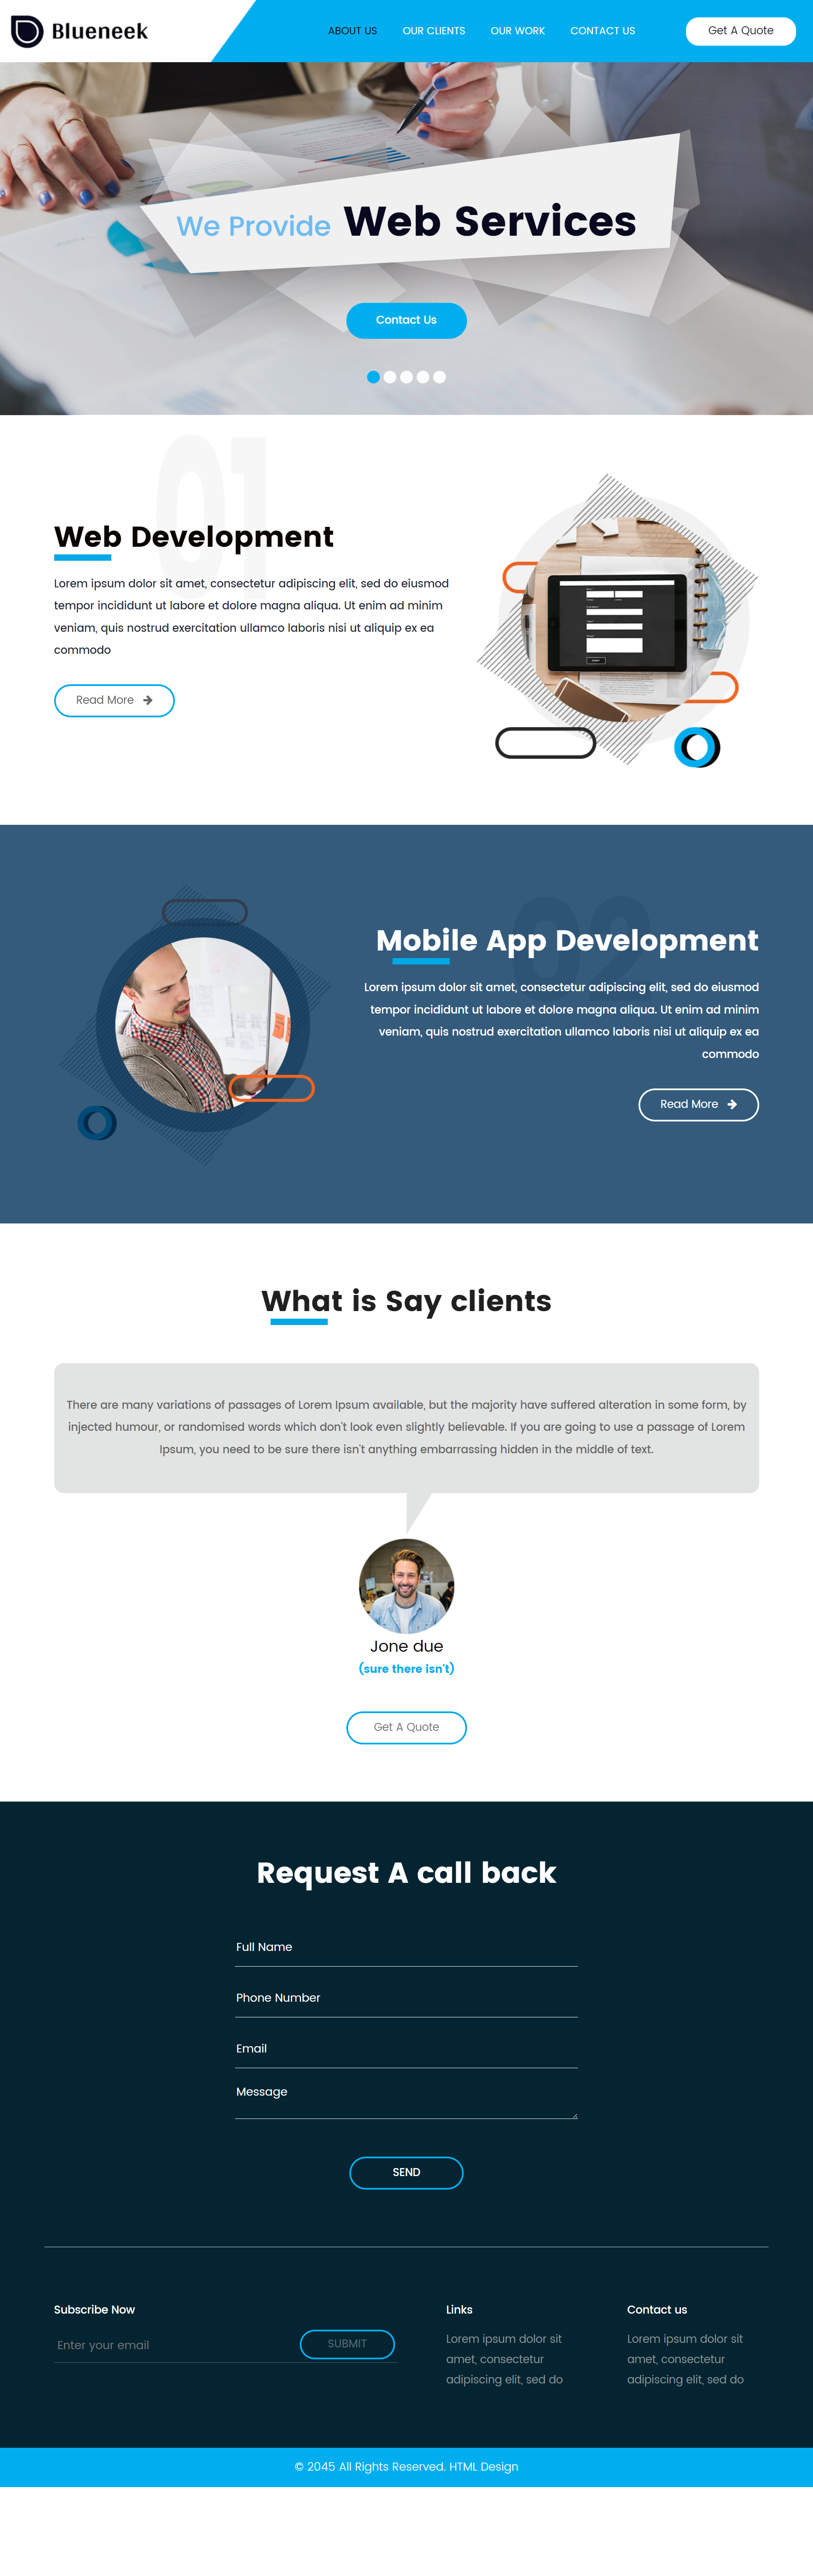 Blueneek
ABOUT US
OUR CLIENTS
OUR WORK
CONTACT US
Get A Quote
We Provide Web Services
Contact Us
01
Web Development
Lorem ipsum dolor sit amet, consectetur adipiscing elit, sed do eiusmod
tempor incididunt ut labore et dolore magna aliqua. Ut enim ad minim
veniam, quis nostrud exercitation ullamco laboris nisi ut aliquip ex ea
commodo
Read More
02
Mobile App Development
Lorem ipsum dolor sit amet, consectetur adipiscing elit, sed do eiusmod
tempor incididunt ut labore et dolore magna aliqua. Ut enim ad minim
veniam, quis nostrud exercitation ullamco laboris nisi ut aliquip ex ea
commodo
Read More
What is Say clients
There are many variations of passages of Lorem Ipsum available, but the majority have suffered alteration in some form, by
injected humour, or randomised words which don't look even slightly believable. If you are going to use a passage of Lorem
Ipsum, you need to be sure there isn't anything embarrassing hidden in the middle of text.
Jone due
(sure there isn't)
Get A Quote
Request A call back
Full Name
Phone Number
Email
Message
SEND
Subscribe Now
Enter your email
SUBMIT
Links
Lorem ipsum dolor sit
amet, consectetur
adipiscing elit, sed do
Contact us
Lorem ipsum dolor sit
amet, consectetur
adipiscing elit, sed do
© 2045 All Rights Reserved. HTML Design